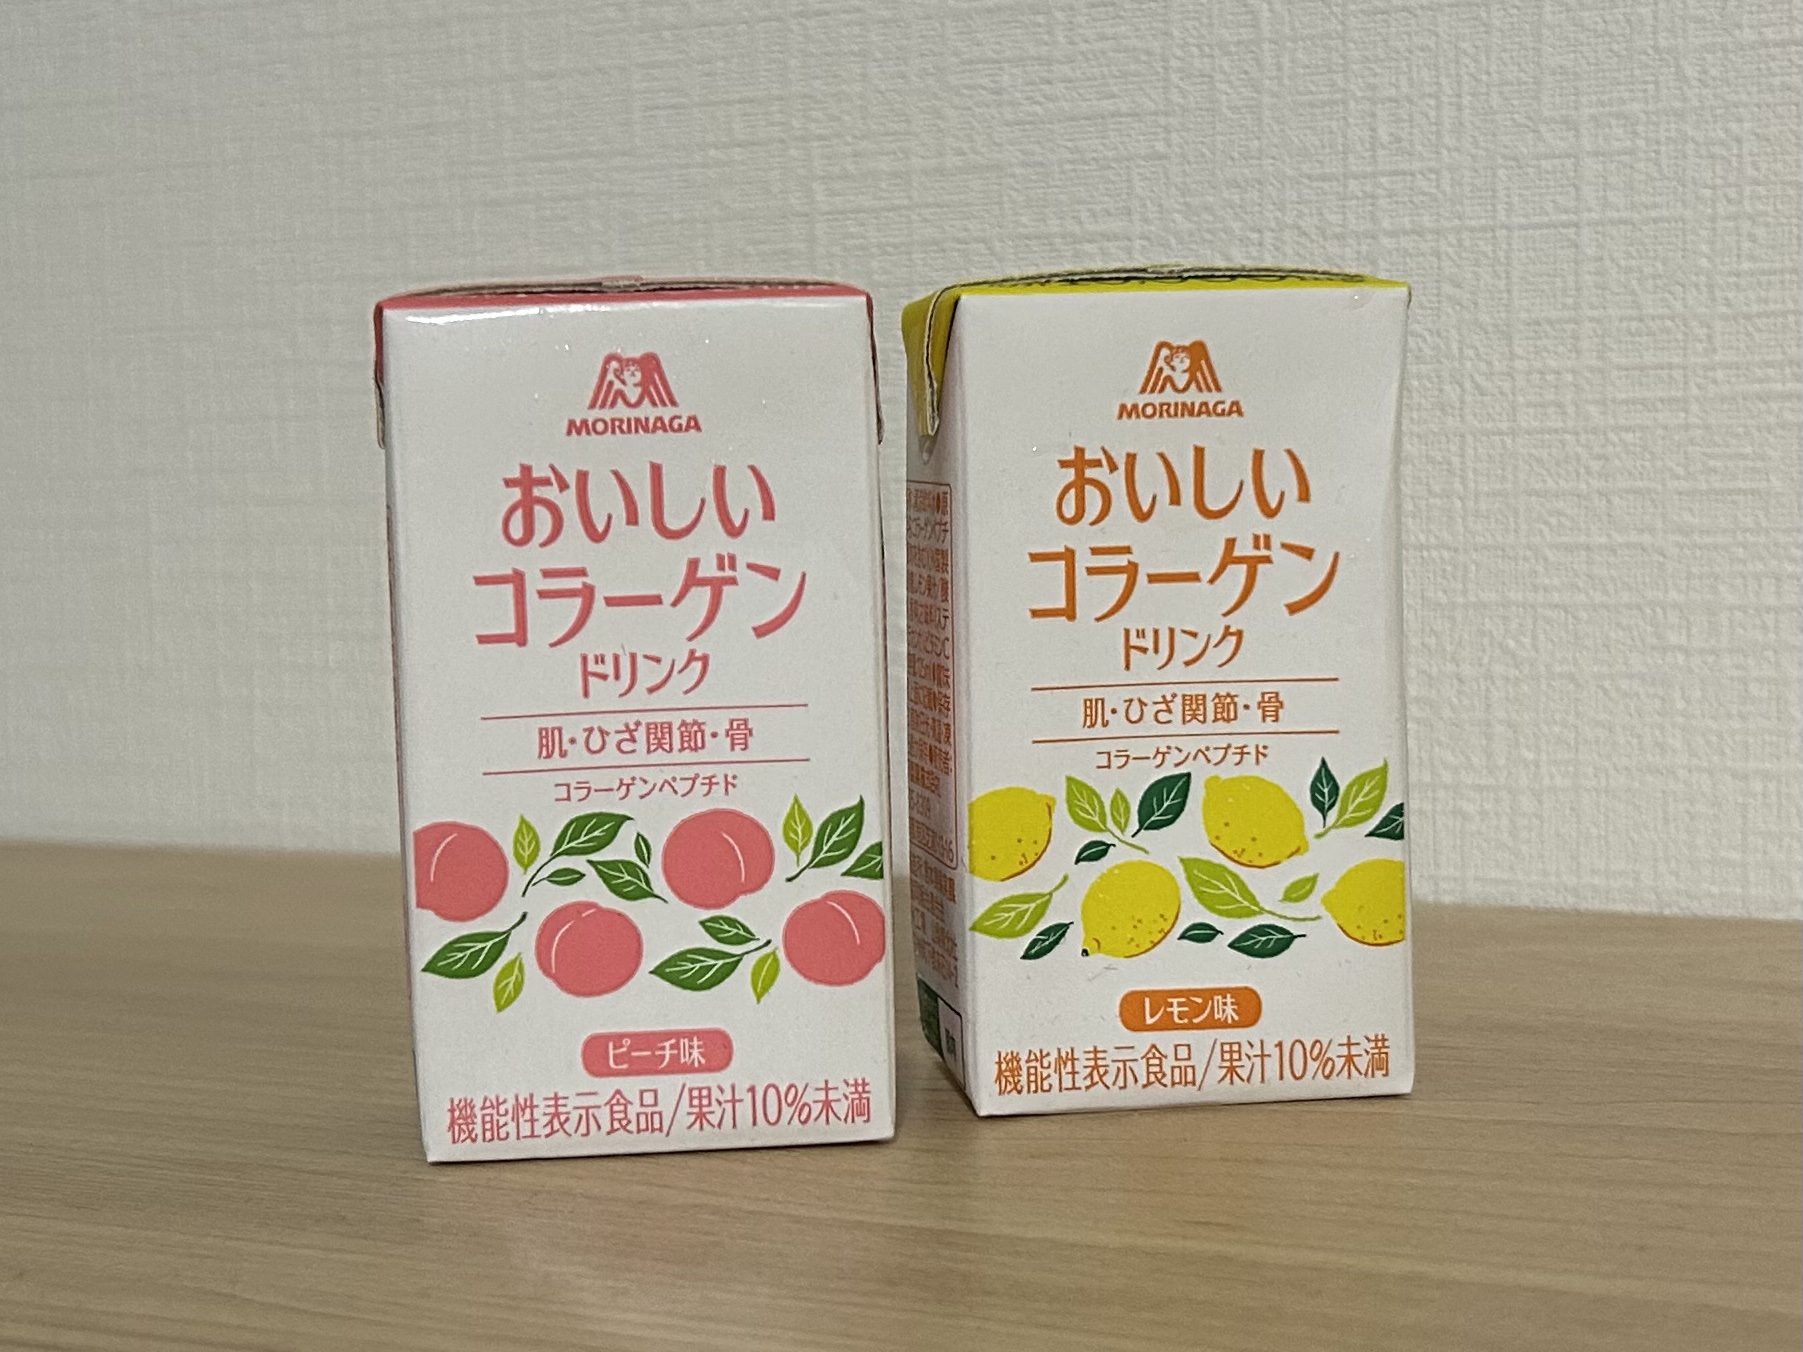 MORINAGA
おいしい
コラーゲン
ドリンク
肌・ひざ関節・骨
コラーゲンペプチド
ピーチ味
機能性表示食品/果汁10%未満
MORINAGA
おいしい
コラーゲン
ドリンク
肌・ひざ関節・骨
コラーゲンペプチド
レモン味
機能性表示食品/果汁10%未満